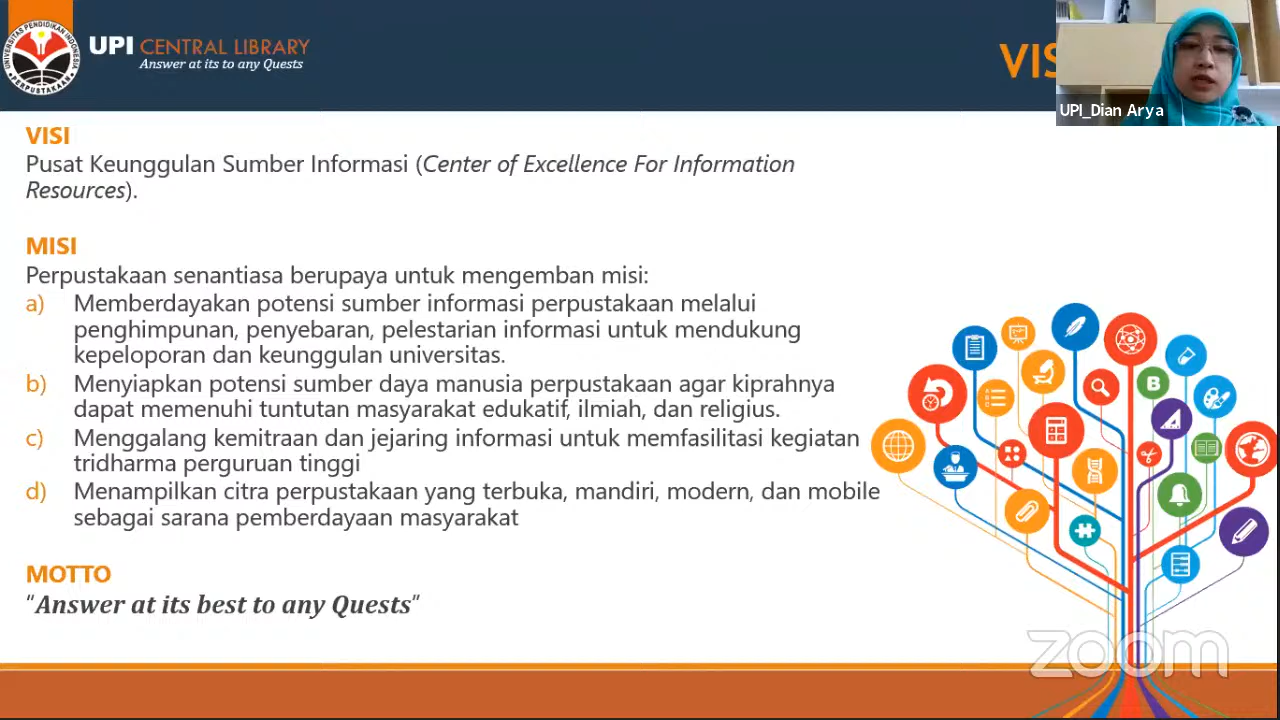 UNIVERSITAS PENDIDIKAN INDONESIA
PERPUSTAKAAN
UPI CENTRAL LIBRARY
Answer at its to any Quests
VIS
UPI_Dian Arya
VISI
Pusat Keunggulan Sumber Informasi (Center of Excellence For Information
Resources).
MISI
Perpustakaan senantiasa berupaya untuk mengemban misi:
a) Memberdayakan potensi sumber informasi perpustakaan melalui
penghimpunan, penyebaran, pelestarian informasi untuk mendukung
kepeloporan dan keunggulan universitas.
b) Menyiapkan potensi sumber daya manusia perpustakaan agar kiprahnya
dapat memenuhi tuntutan masyarakat edukatif, ilmiah, dan religius.
c) Menggalang kemitraan dan jejaring informasi untuk memfasilitasi kegiatan
tridharma perguruan tinggi
d) Menampilkan citra perpustakaan yang terbuka, mandiri, modern, dan mobile
sebagai sarana pemberdayaan masyarakat
MOTTO
"Answer at its best to any Quests"
B
zoom